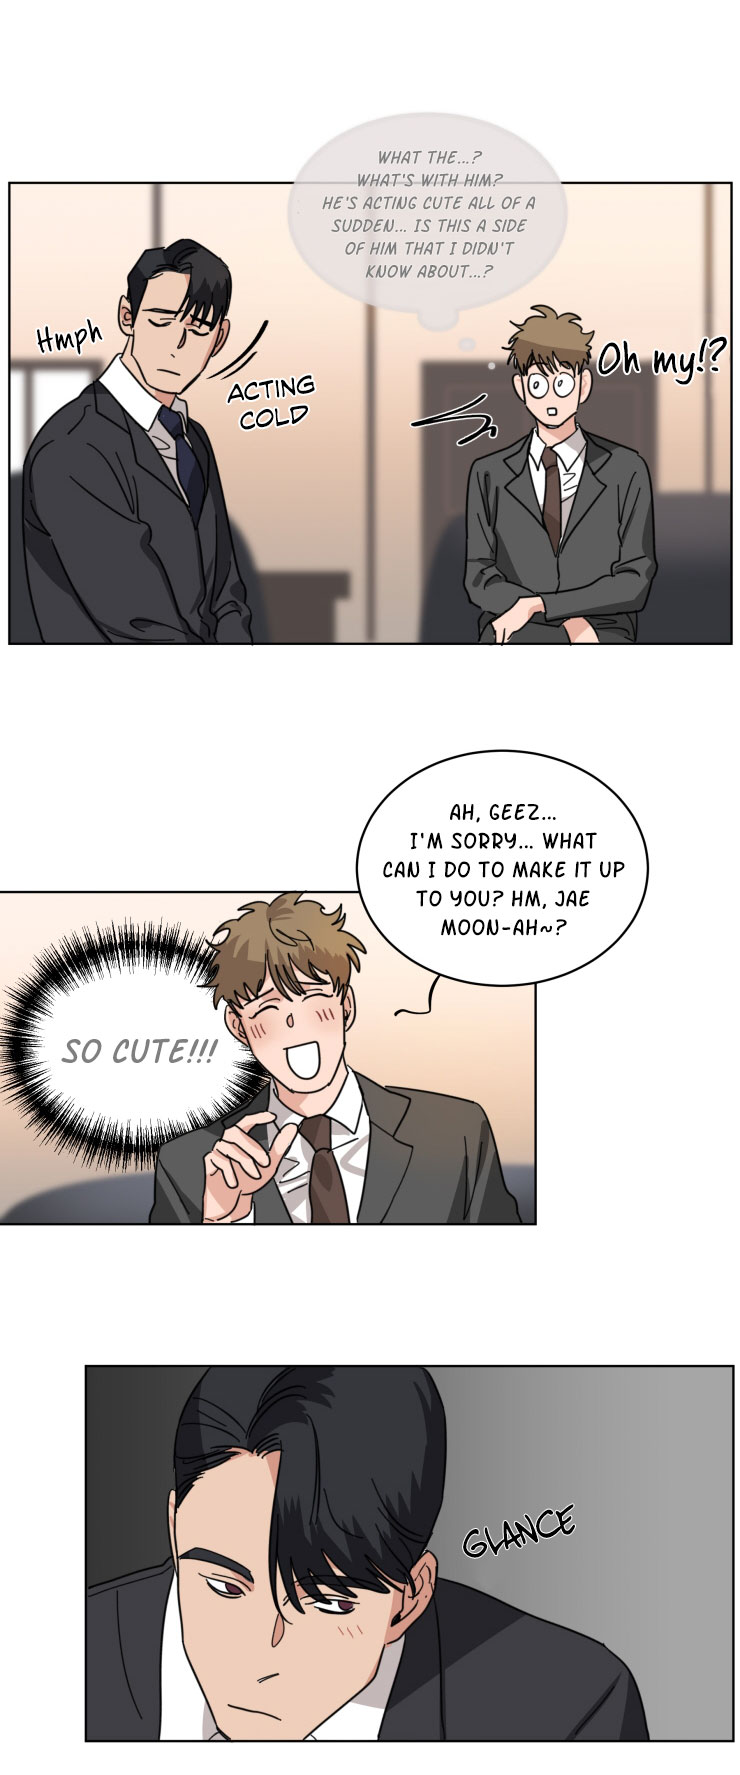 WHAT THE...?
WHAT'S WITH HIM?
HE'S ACTING CUTE ALL OF A
SUDDEN... IS THIS A SIDE
OF HIM THAT I DIDN'T
KNOW ABOUT...?
Hmph
ACTING
COLD
Oh my!?
AH, GEEZ...
I'M SORRY... WHAT
CAN I DO TO MAKE IT UP
TO YOU? HM, JAE
MOON-AH~?
SO CUTE!!!
GLANCE